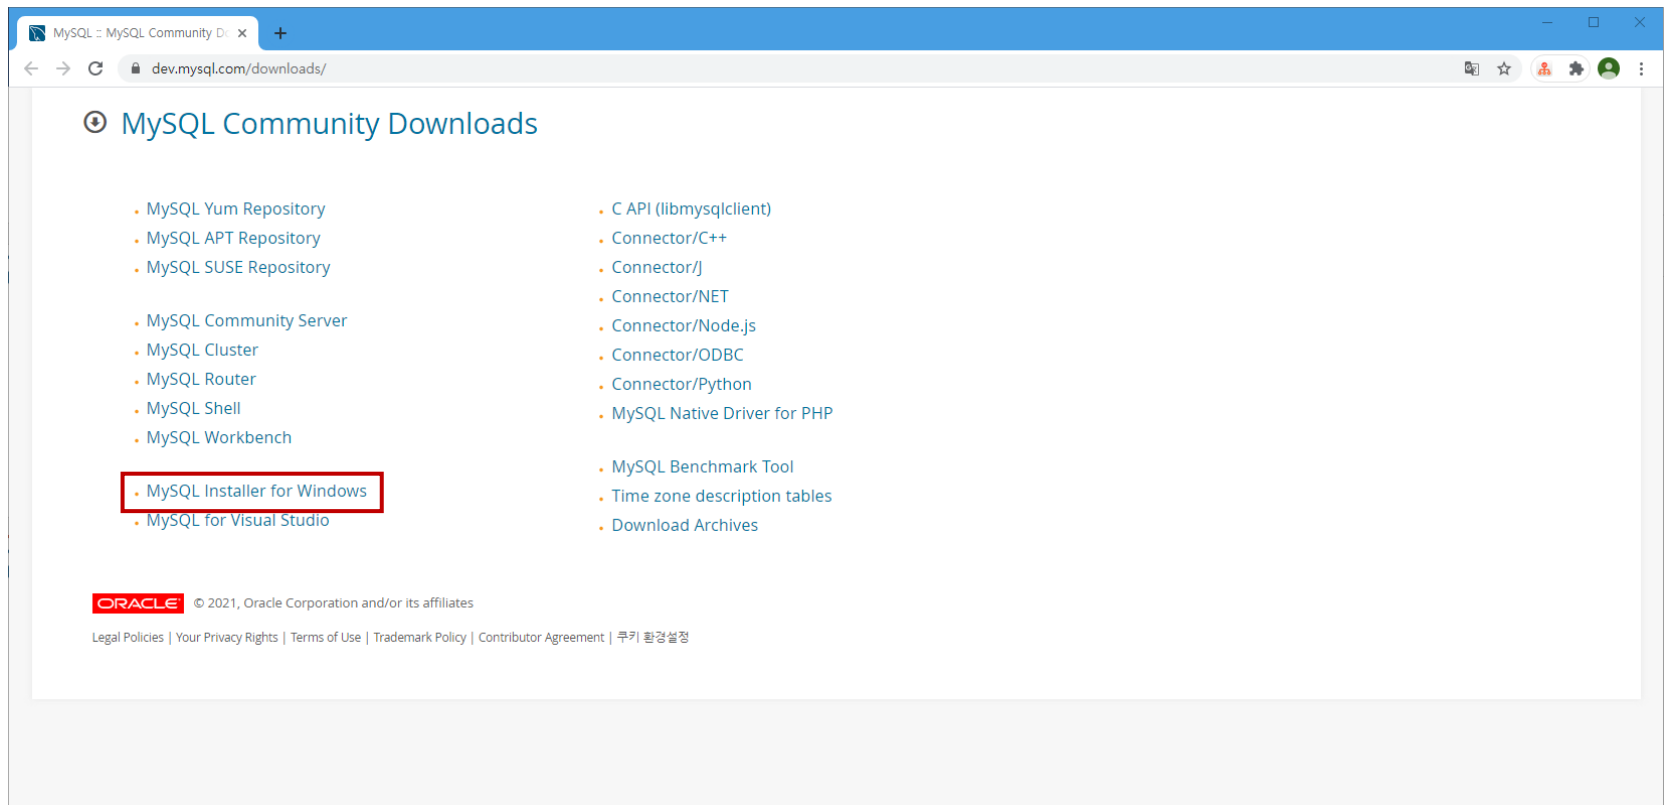 MySQL :: MySQL Community Do
dev.mysql.com/downloads/
MySQL Community Downloads
MySQL Yum Repository
MySQL APT Repository
MySQL SUSE Repository
MySQL Community Server
MySQL Cluster
MySQL Router
MySQL Shell
MySQL Workbench
MySQL Installer for Windows
MySQL for Visual Studio
C API (libmysqlclient)
Connector/C++
Connector/J
Connector/NET
Connector/Node.js
Connector/ODBC
Connector/Python
MySQL Native Driver for PHP
MySQL Benchmark Tool
Time zone description tables
Download Archives
ORACLE © 2021, Oracle Corporation and/or its affiliates
Legal Policies | Your Privacy Rights | Terms of Use | Trademark Policy | Contributor Agreement | 쿠키 환경설정